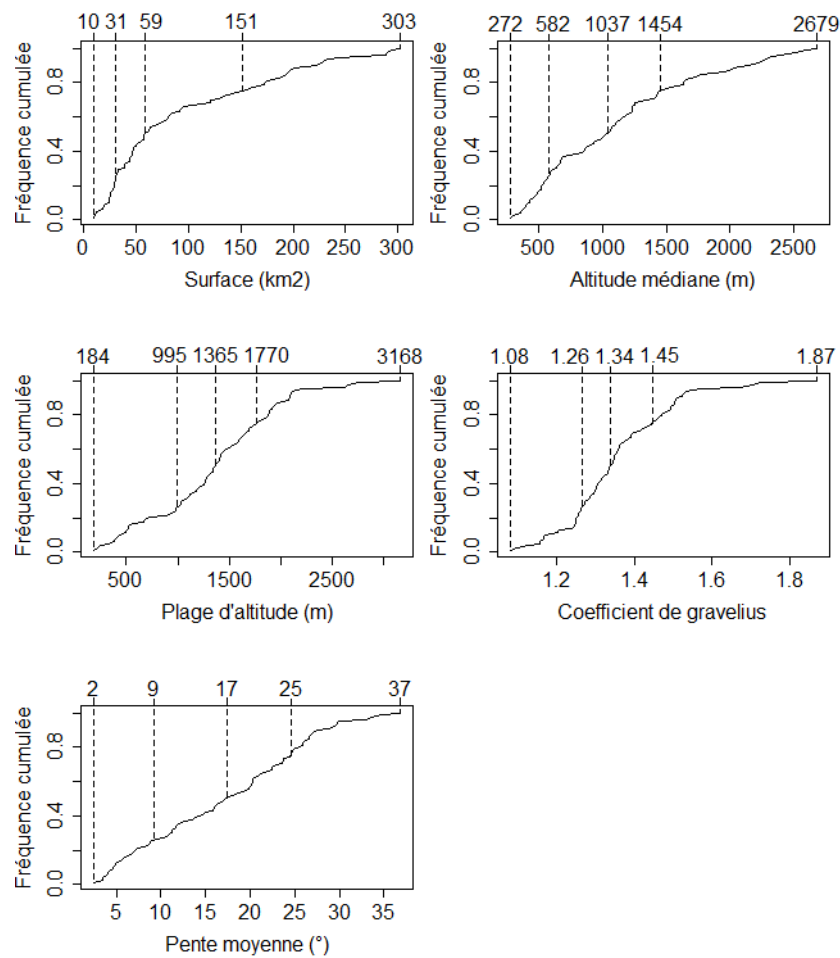 10 31 59 151 303
Fréquence cumulée
0.0 0.4 0.8
0 50 100 150 200 250 300
Surface (km2)
272 582 1037 1454 2679
Fréquence cumulée
0.0 0.4 0.8
500 1000 1500 2000 2500
Altitude médiane (m)
184 995 1365 1770 3168
Fréquence cumulée
0.0 0.4 0.8
500 1500 2500
Plage d'altitude (m)
1.08 1.26 1.34 1.45 1.87
Fréquence cumulée
0.0 0.4 0.8
1.2 1.4 1.6 1.8
Coefficient de gravelius
2 9 17 25 37
Fréquence cumulée
0.0 0.4 0.8
5 10 15 20 25 30 35
Pente moyenne (°)